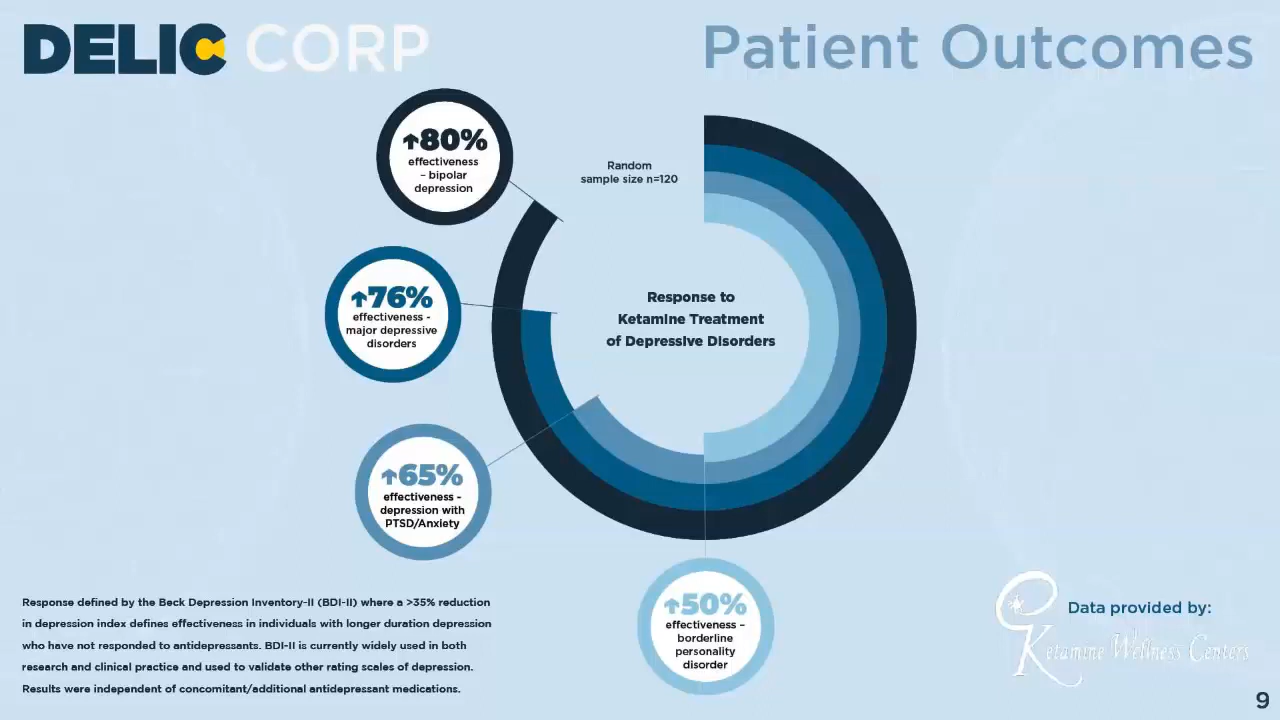 DELIC CORP
Patient Outcomes
↑80%
effectiveness
– bipolar
depression
Random
sample size n=120
↑76%
effectiveness -
major depressive
disorders
Response to
Ketamine Treatment
of Depressive Disorders
↑65%
effectiveness -
depression with
PTSD/Anxiety
↑50%
effectiveness –
borderline
personality
disorder
Response defined by the Beck Depression Inventory-II (BDI-II) where a >35% reduction
in depression index defines effectiveness in individuals with longer duration depression
who have not responded to antidepressants. BDI-II is currently widely used in both
research and clinical practice and used to validate other rating scales of depression.
Results were independent of concomitant/additional antidepressant medications.
Data provided by:
Ketamine Wellness Centers
9